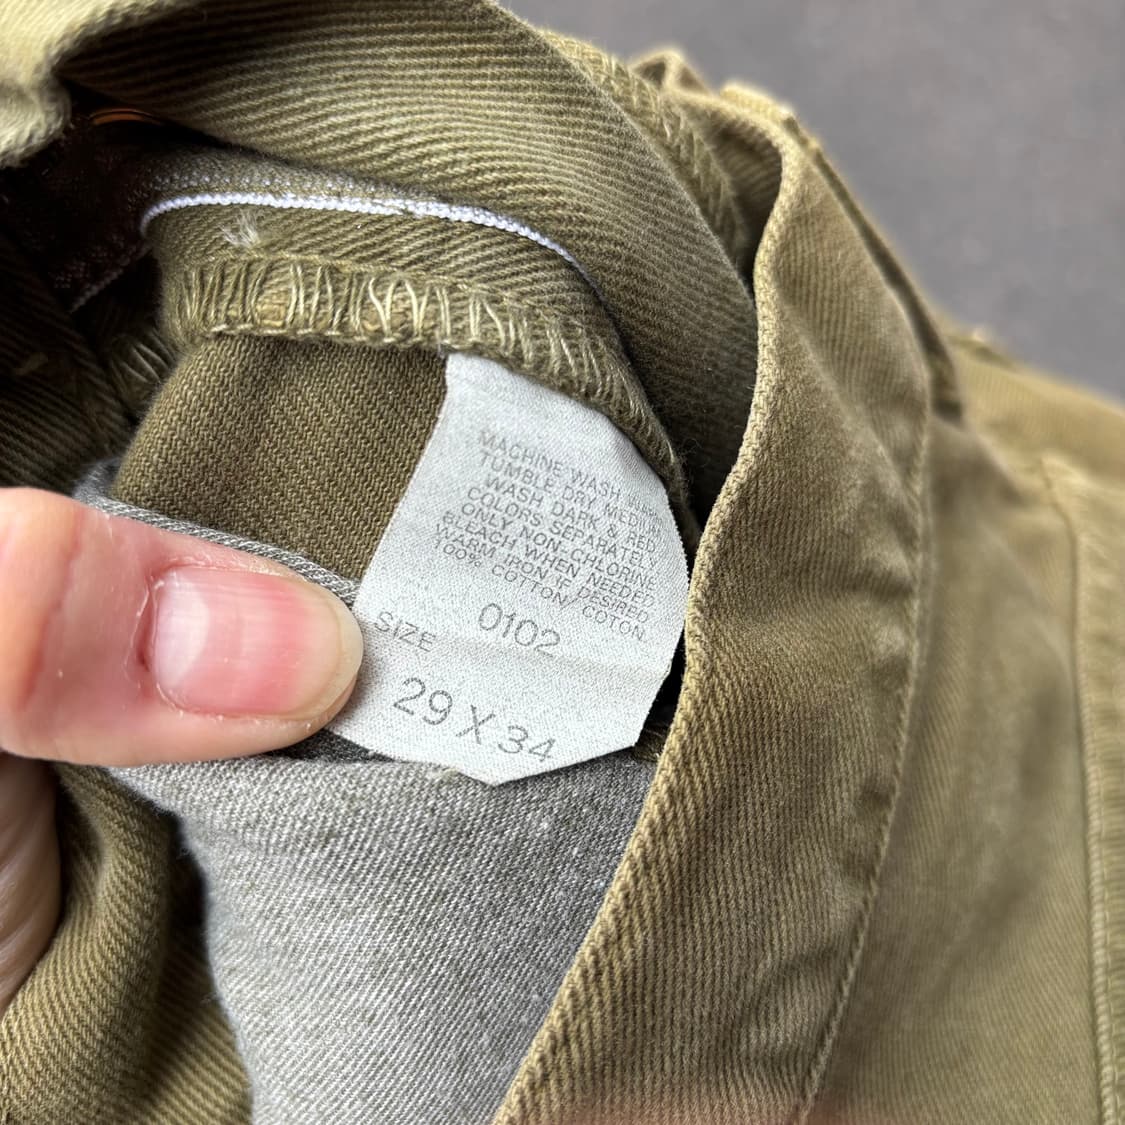 MACHINE WASH
TUMBLE DRY MEDIUM
WASH DARK & RED
COLORS SEPARATELY
ONLY NON-CHLORINE
BLEACH WHEN NEEDED
WARM IRON IF DESIRED
100% COTTON/ COTON
SIZE 0102
29 X 34